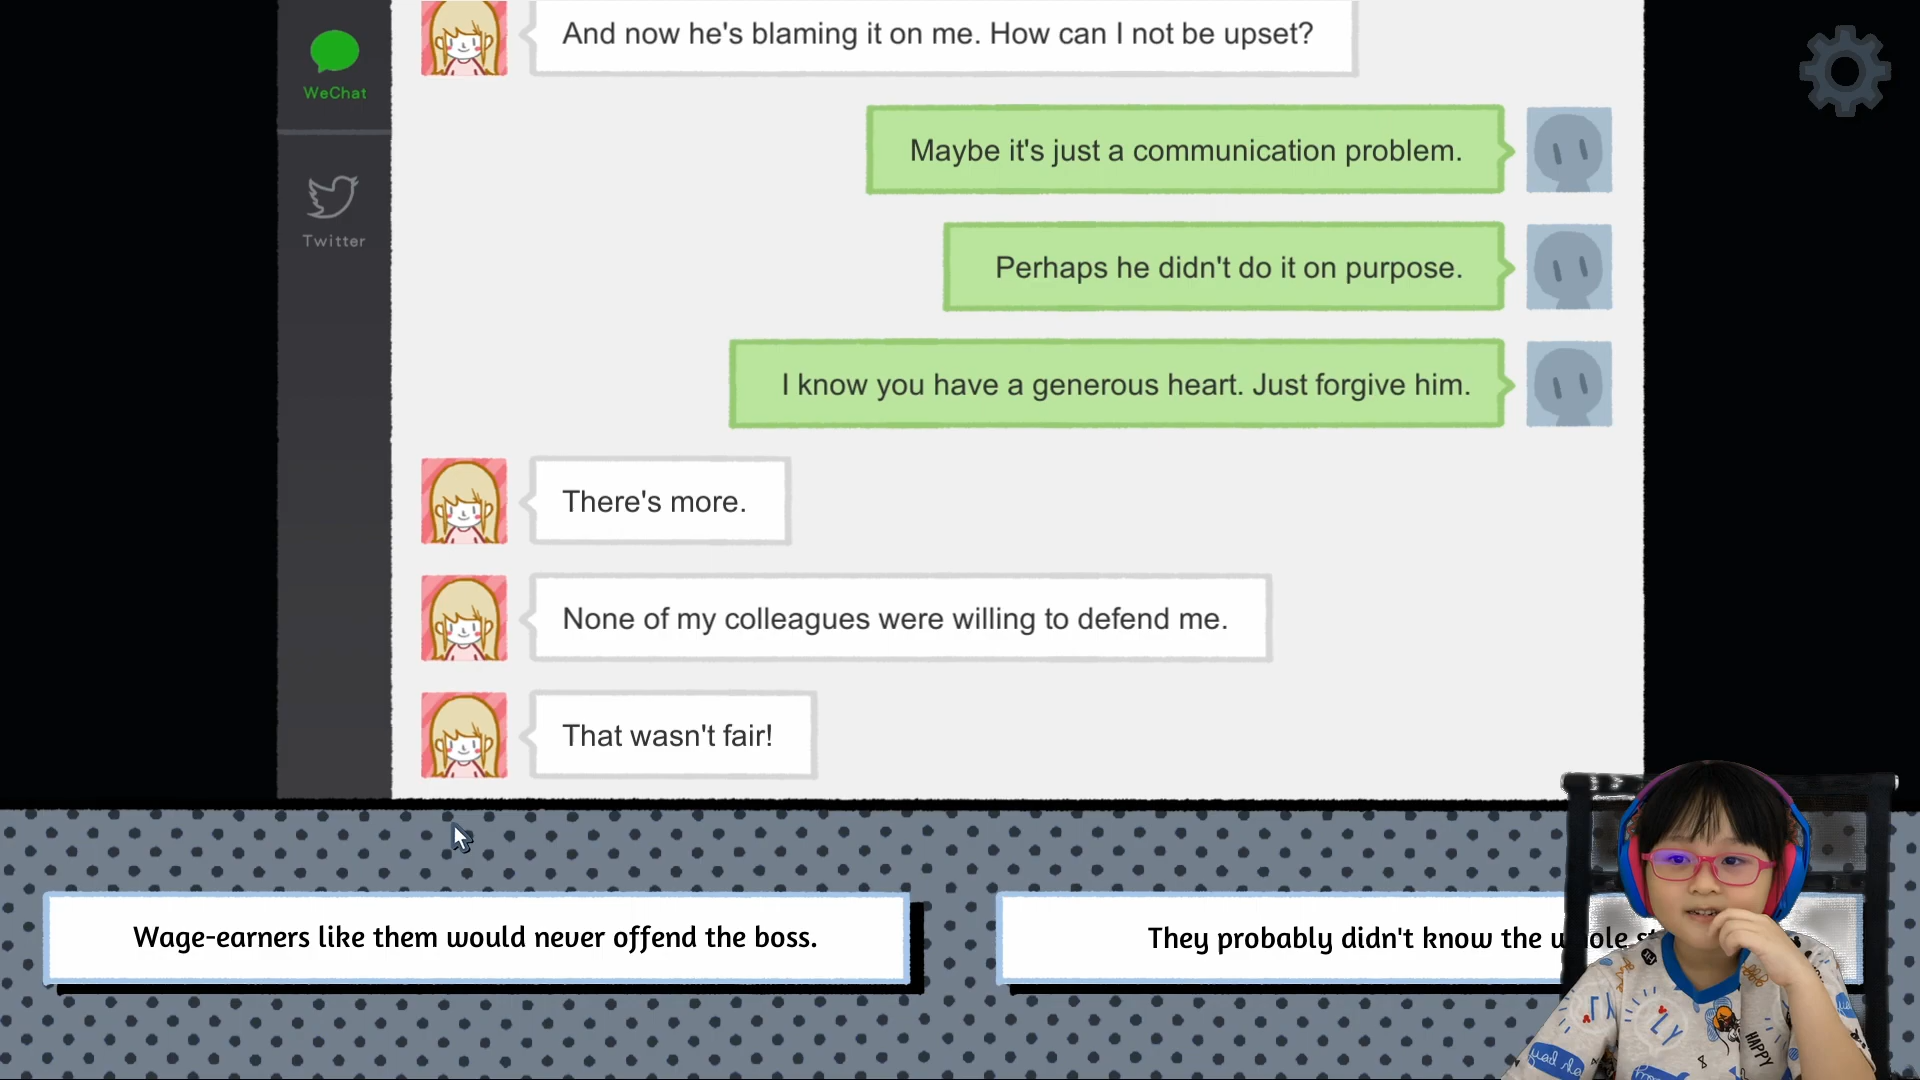 And now he's blaming it on me. How can I not be upset?
WeChat
Maybe it's just a communication problem.
Twitter
Perhaps he didn't do it on purpose.
I know you have a generous heart. Just forgive him.
There's more.
None of my colleagues were willing to defend me.
That wasn't fair!
Wage-earners like them would never offend the boss.
They probably didn't know the whole
HAPPY